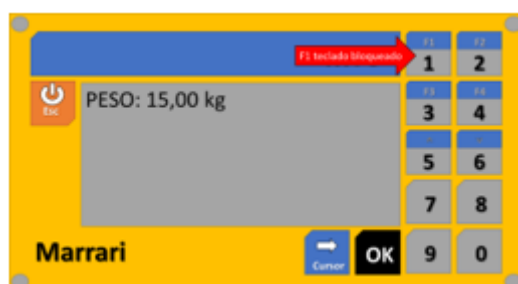 F1 teclado bloqueado
F1 F2
1 2
Esc
PESO: 15,00 kg
F3 F4
3 4
5 6
7 8
Marrari
Cursor
OK
9 0